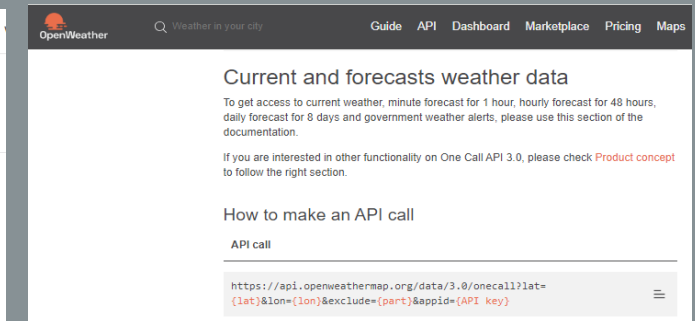 OpenWeather
Weather in your city
Guide API Dashboard Marketplace Pricing Maps
Current and forecasts weather data
To get access to current weather, minute forecast for 1 hour, hourly forecast for 48 hours,
daily forecast for 8 days and government weather alerts, please use this section of the
documentation.
If you are interested in other functionality on One Call API 3.0, please check Product concept
to follow the right section.
How to make an API call
API call
https://api.openweathermap.org/data/3.0/onecall?lat=
{lat}&lon={lon}&exclude={part}&appid={API key}